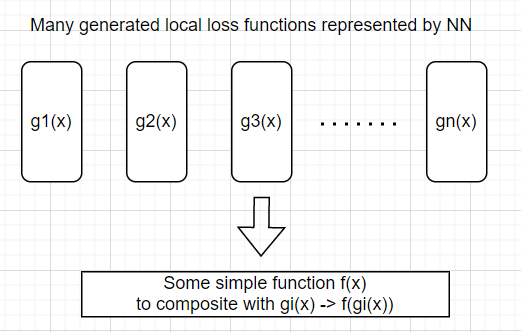 Many generated local loss functions represented by NN
g1(x) g2(x) g3(x) ....... gn(x)
Some simple function f(x)
to composite with gi(x) -> f(gi(x))